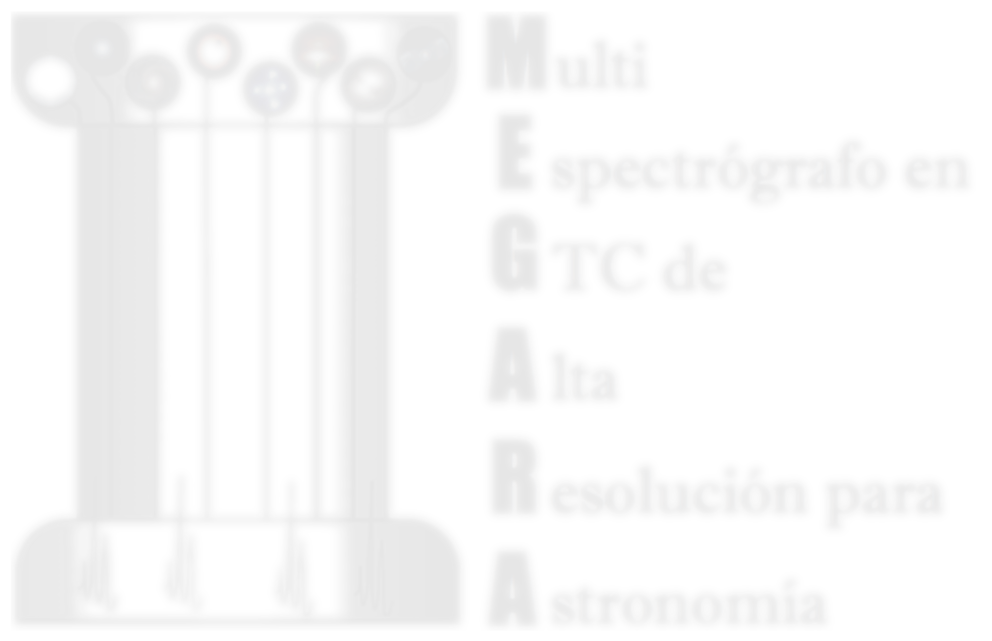 Multi
Espectrógrafo en
GTC de
Alta
Resolución para
Astronomía